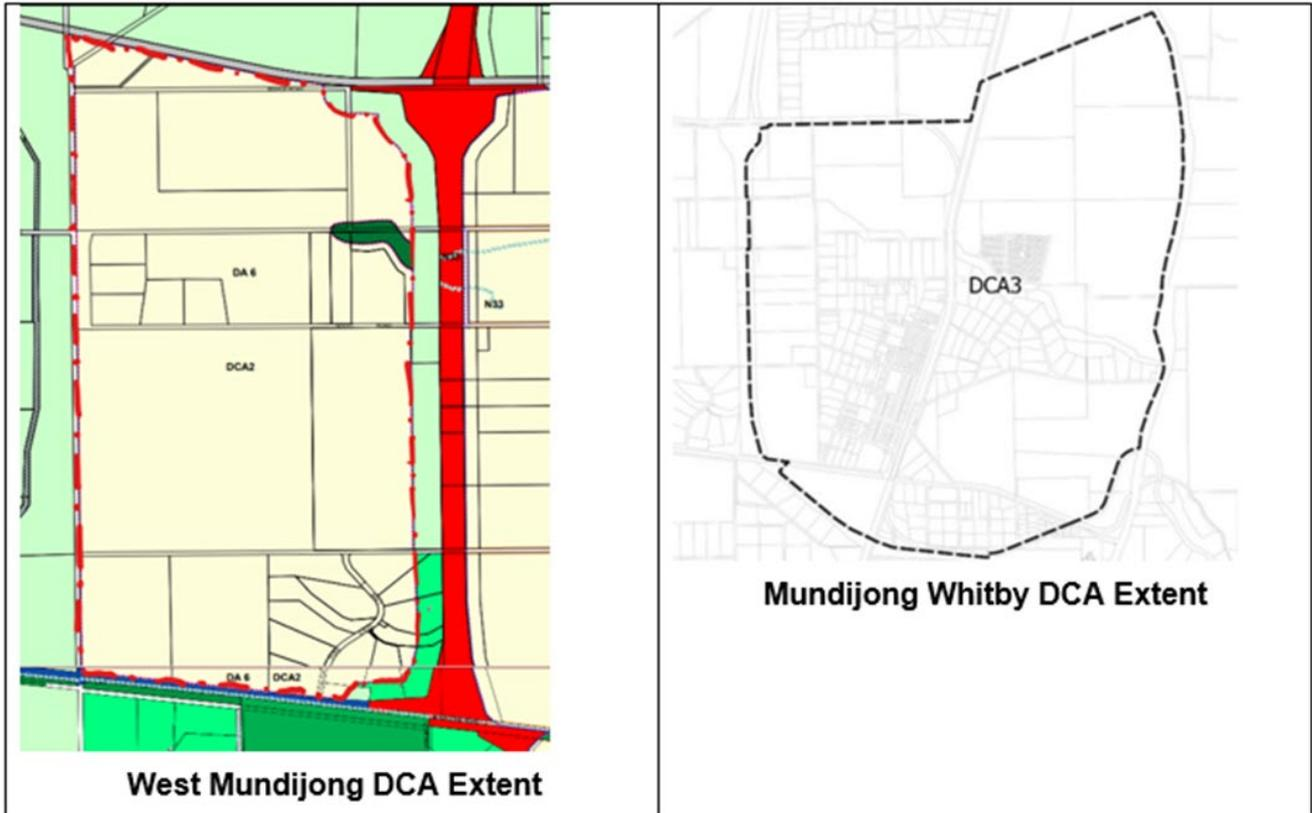 DA 6
N33
DCA2
DA 6 DCA2
West Mundijong DCA Extent
DCA3
Mundijong Whitby DCA Extent